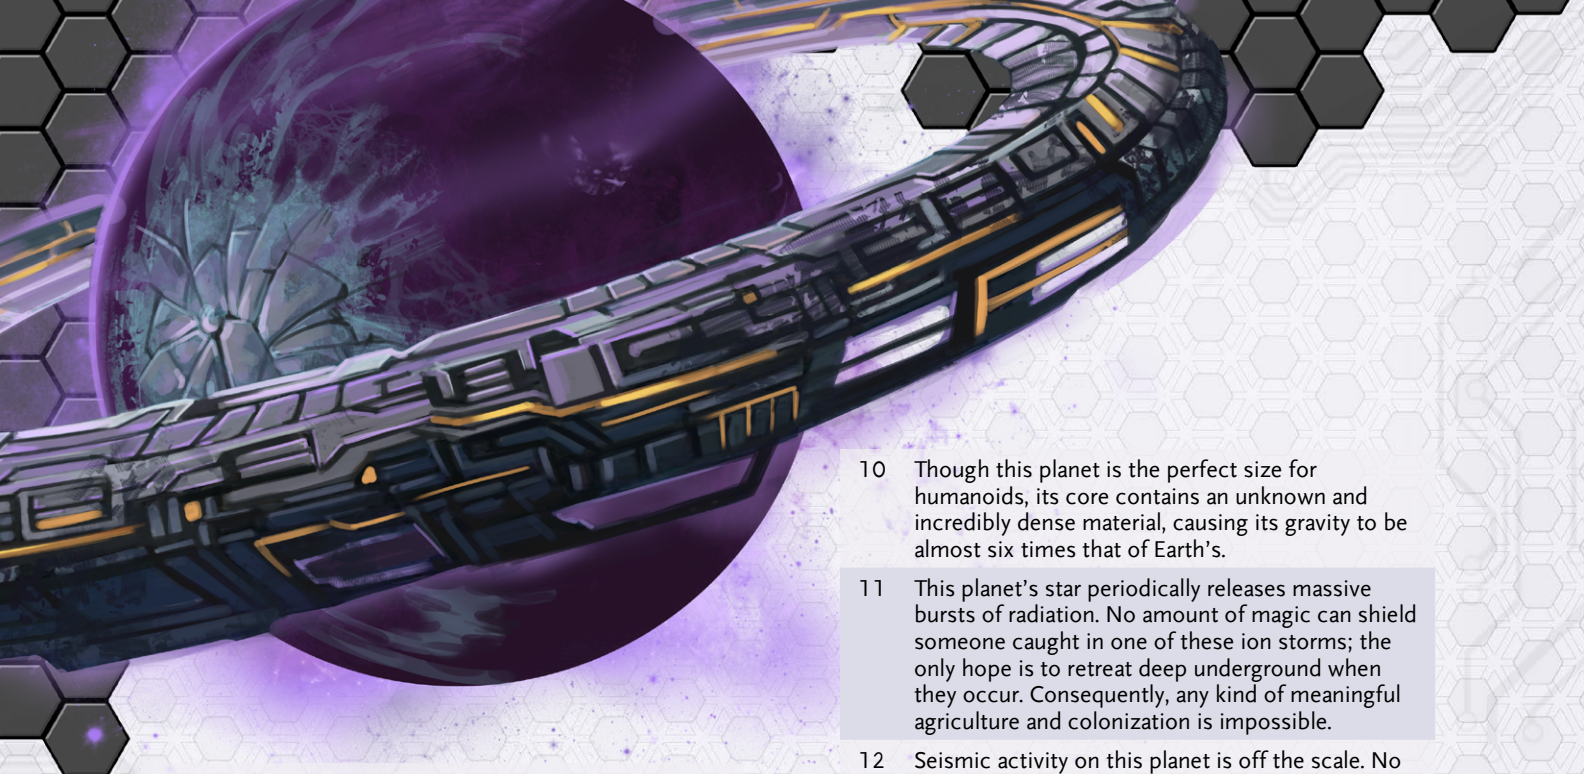 10 Though this planet is the perfect size for
humanoids, its core contains an unknown and
incredibly dense material, causing its gravity to be
almost six times that of Earth’s.
11 This planet’s star periodically releases massive
bursts of radiation. No amount of magic can shield
someone caught in one of these ion storms; the
only hope is to retreat deep underground when
they occur. Consequently, any kind of meaningful
agriculture and colonization is impossible.
12 Seismic activity on this planet is off the scale. No